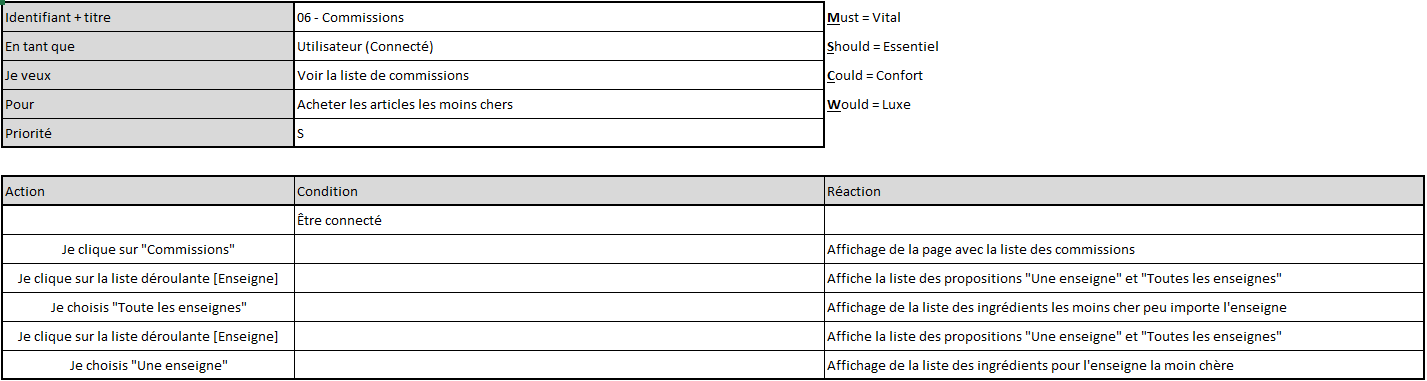 Identifiant + titre 06 - Commissions Must = Vital
En tant que Utilisateur (Connecté) Should = Essentiel
Je veux Voir la liste de commissions Could = Confort
Pour Acheter les articles les moins chers Would = Luxe
Priorité S
Action Condition Réaction
Être connecté
Je clique sur "Commissions" Affichage de la page avec la liste des commissions
Je clique sur la liste déroulante [Enseigne] Affiche la liste des propositions "Une enseigne" et "Toutes les enseignes"
Je choisis "Toute les enseignes" Affichage de la liste des ingrédients les moins cher peu importe l'enseigne
Je clique sur la liste déroulante [Enseigne] Affiche la liste des propositions "Une enseigne" et "Toutes les enseignes"
Je choisis "Une enseigne" Affichage de la liste des ingrédients pour l'enseigne la moin chère